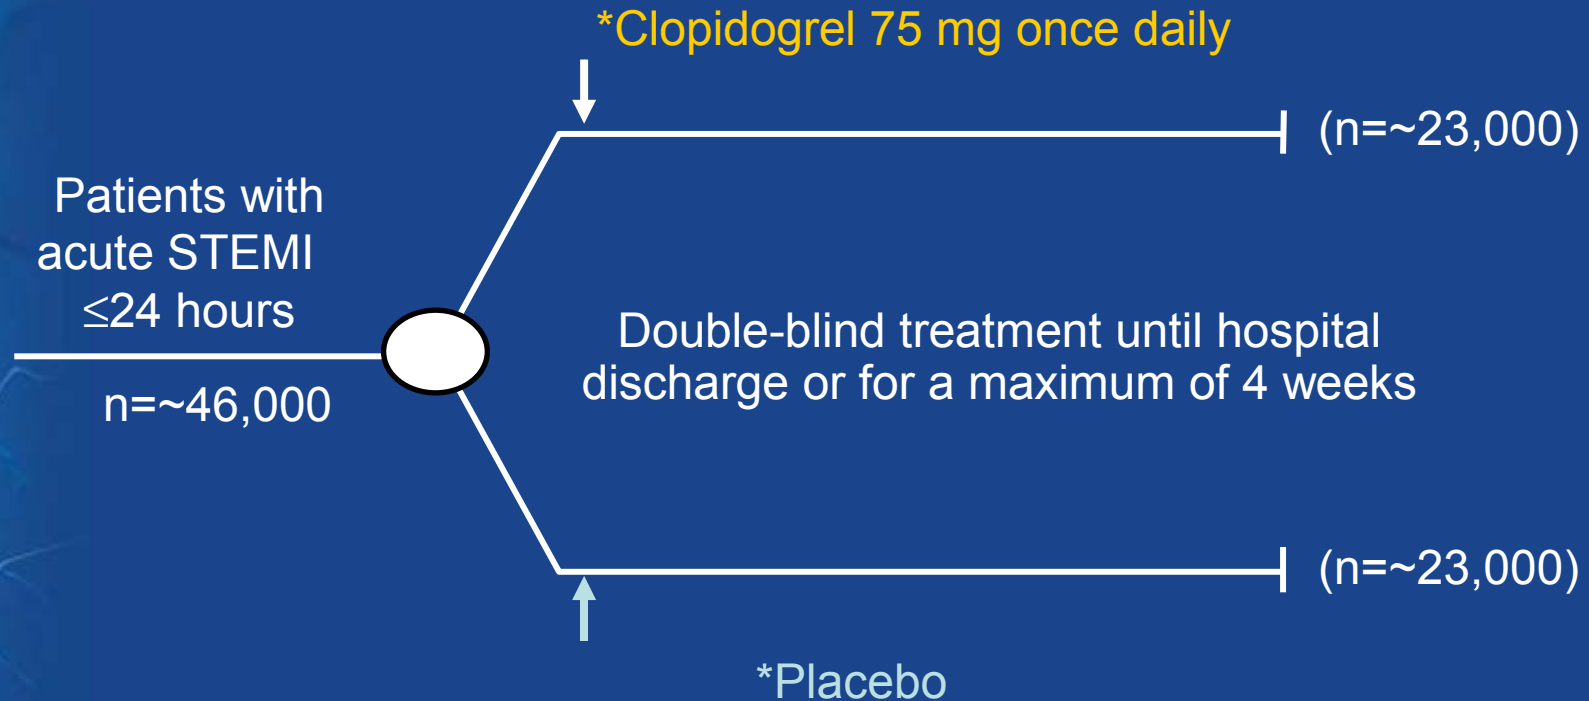 *Clopidogrel 75 mg once daily
(n=~23,000)
Patients with
acute STEMI
≤24 hours
n=~46,000
Double-blind treatment until hospital
discharge or for a maximum of 4 weeks
(n=~23,000)
*Placebo